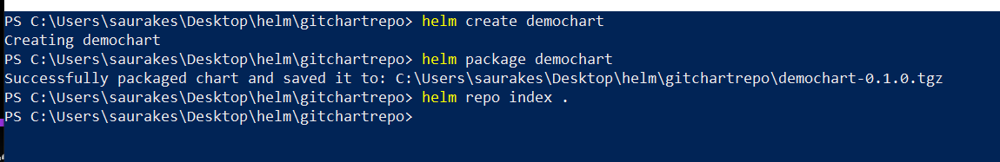 PS C:\Users\saurakes\Desktop\helm\gitchartrepo> helm create demochart
Creating demochart
PS C:\Users\saurakes\Desktop\helm\gitchartrepo> helm package demochart
Successfully packaged chart and saved it to: C:\Users\saurakes\Desktop\helm\gitchartrepo\demochart-0.1.0.tgz
PS C:\Users\saurakes\Desktop\helm\gitchartrepo> helm repo index .
PS C:\Users\saurakes\Desktop\helm\gitchartrepo>